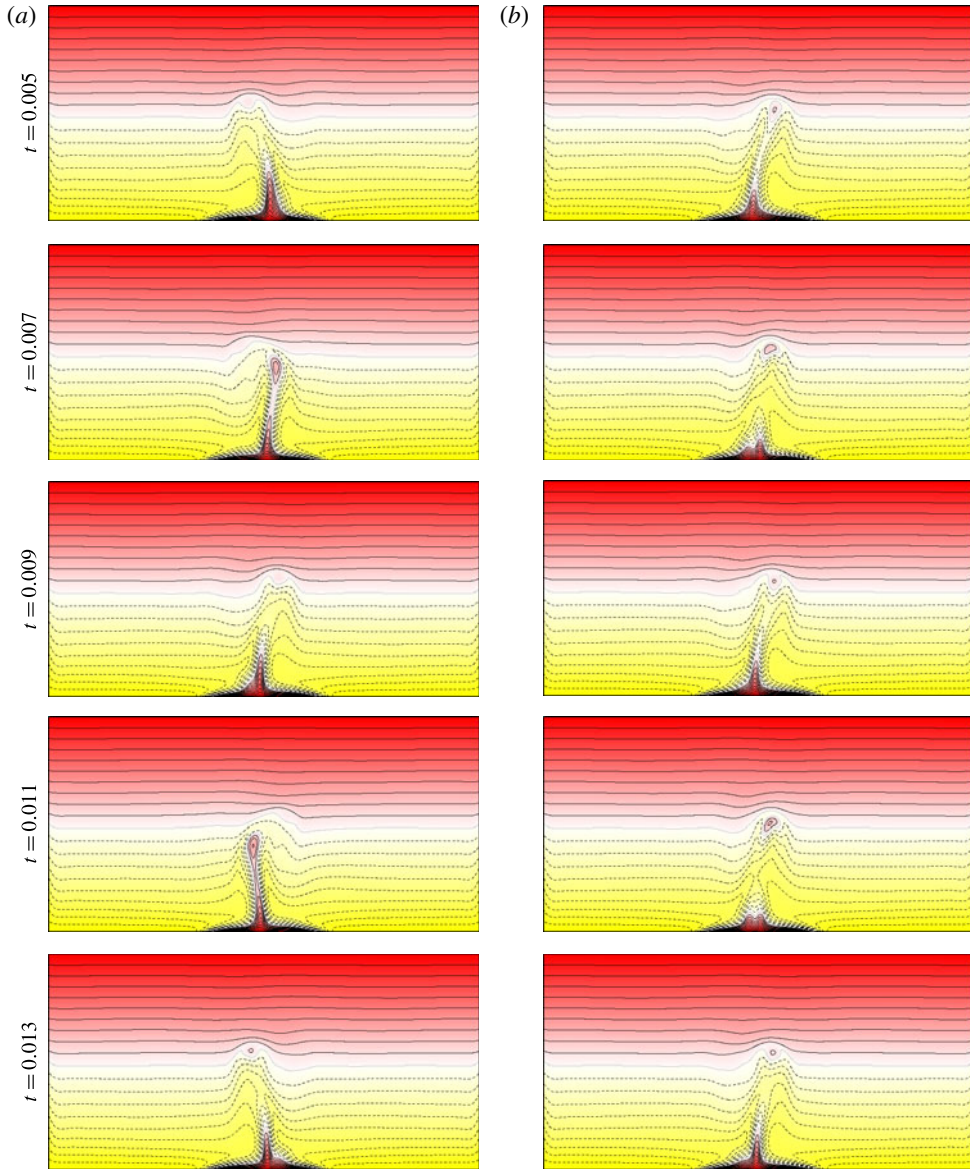 (a) (b)
t = 0.005
t = 0.007
t = 0.009
t = 0.011
t = 0.013